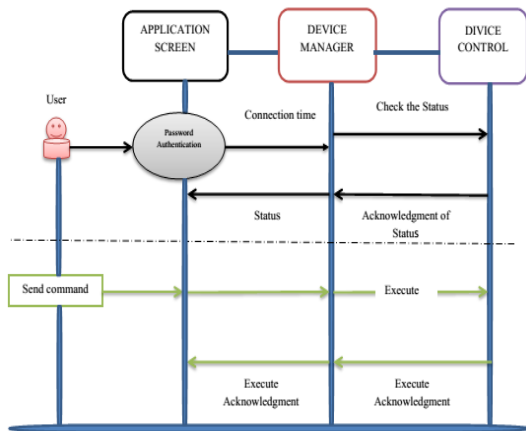 APPLICATION
SCREEN
DEVICE
MANAGER
DIVICE
CONTROL
User
Password
Authentication
Connection time
Check the Status
Status
Acknowledgment of
Status
Send command
Execute
Execute
Acknowledgment
Execute
Acknowledgment